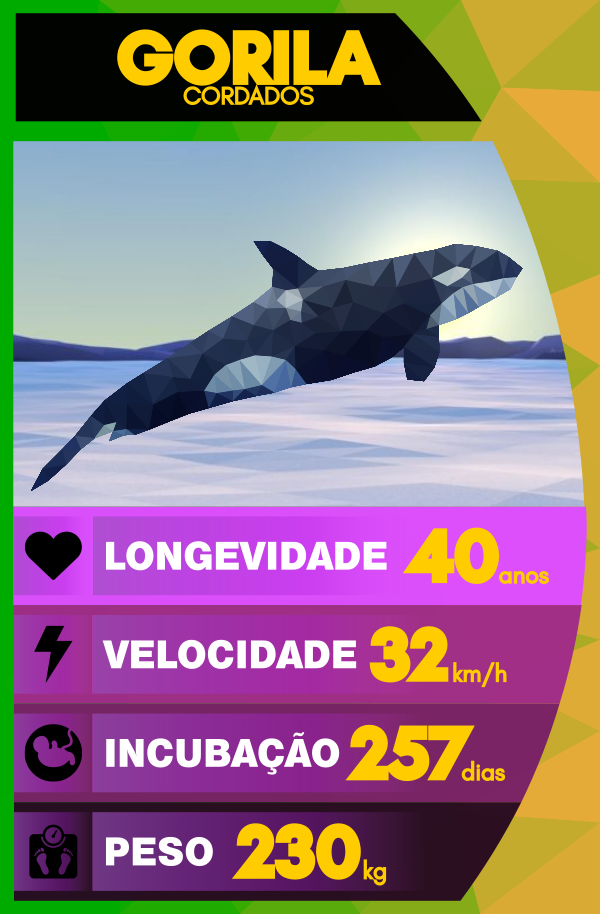 GORILA
CORDADOS
LONGEVIDADE 40 anos
VELOCIDADE 32 km/h
INCUBAÇÃO 257 dias
PESO 230 kg